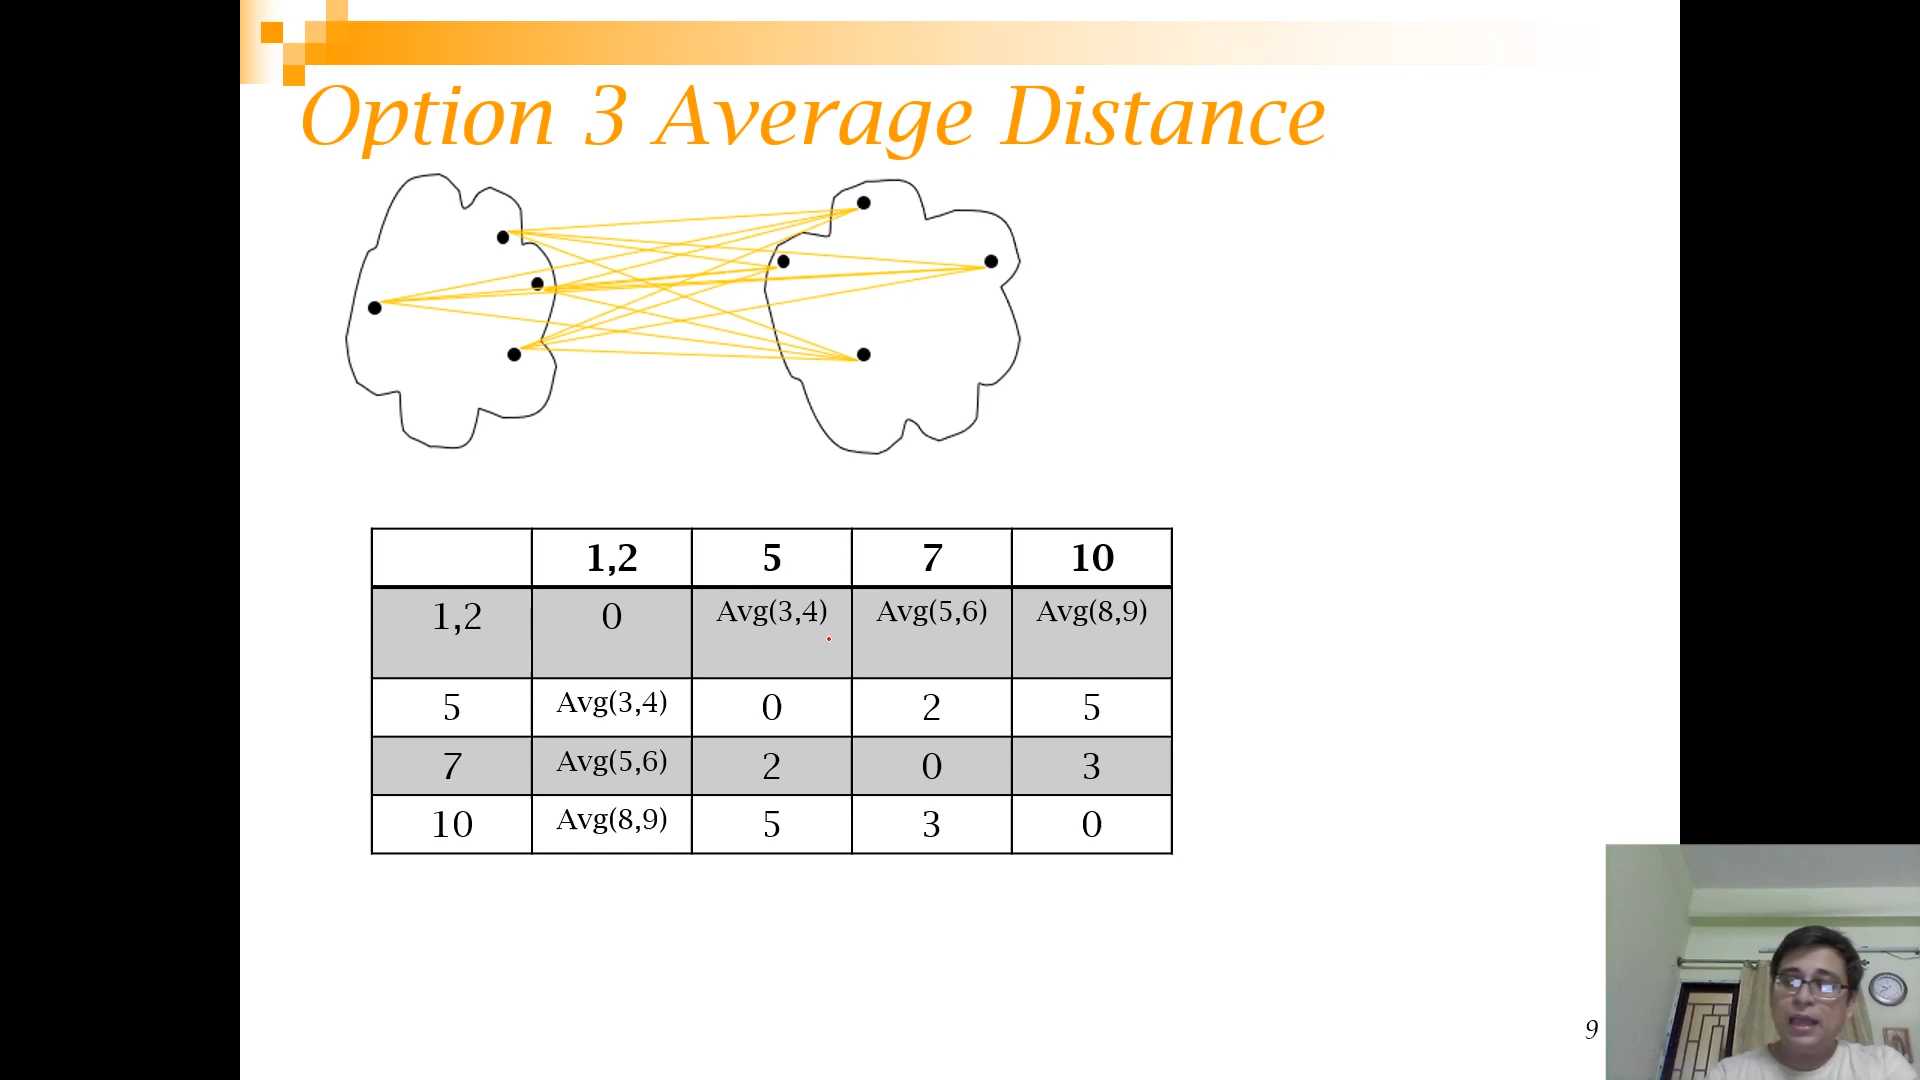 Option 3 Average Distance
1,2 5 7 10
1,2 0 Avg(3,4) Avg(5,6) Avg(8,9)
5 Avg(3,4) 0 2 5
7 Avg(5,6) 2 0 3
10 Avg(8,9) 5 3 0
9